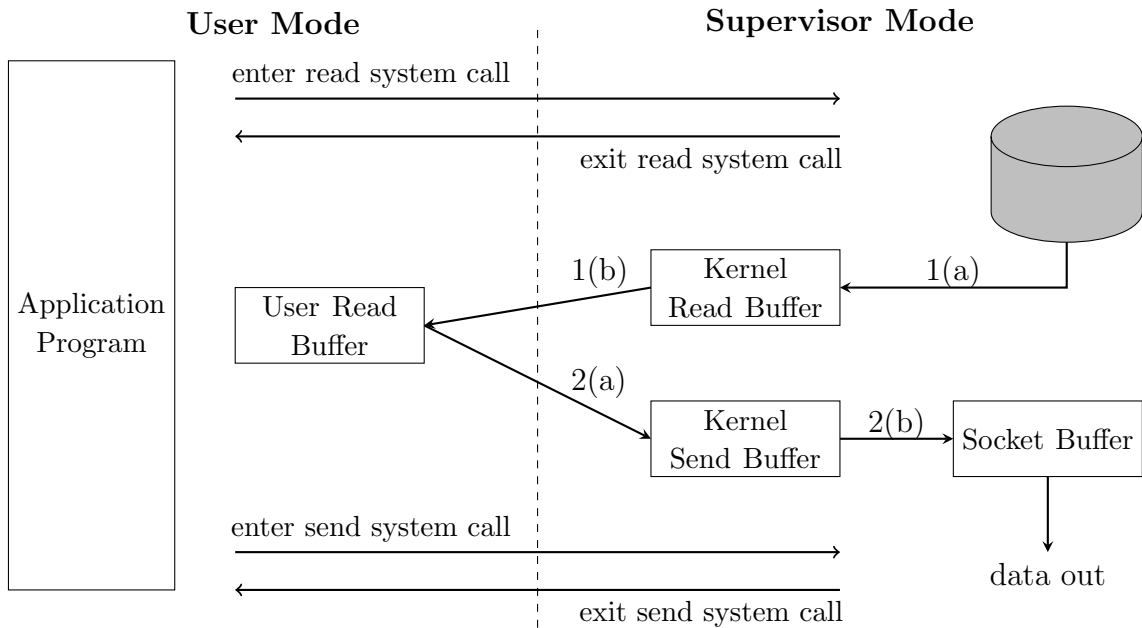 User Mode
Supervisor Mode
enter read system call
exit read system call
Application
Program
User Read
Buffer
1(b)
Kernel
Read Buffer
1(a)
2(a)
Kernel
Send Buffer
2(b)
Socket Buffer
enter send system call
data out
exit send system call